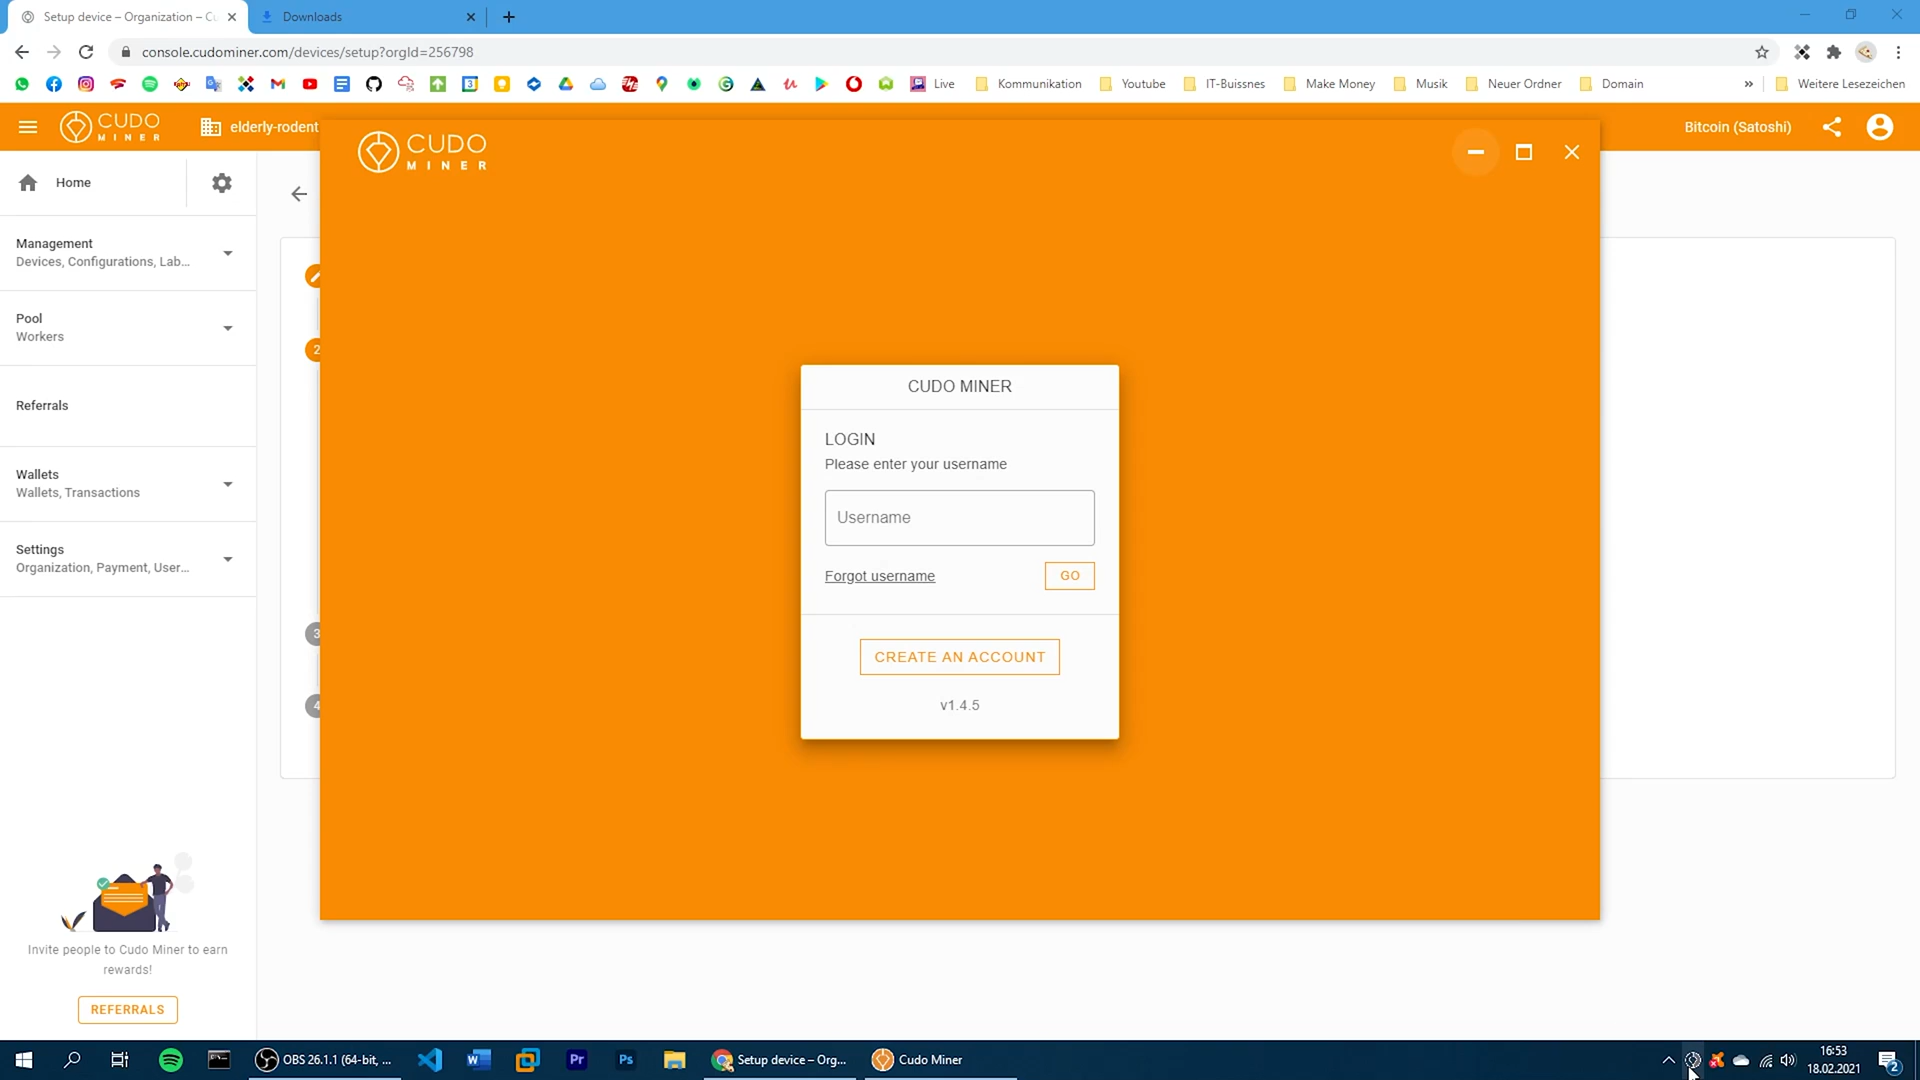 Setup device – Organization – C
Downloads
console.cudominer.com/devices/setup?orgId=256798
Live
Kommunikation
Youtube
IT-Buissnes
Make Money
Musik
Neuer Ordner
Domain
»
Weitere Lesezeichen
CUDO
MINER
elderly-rodent
Bitcoin (Satoshi)
CUDO
MINER
Home
Management
Devices, Configurations, Lab...
Pool
Workers
Referrals
Wallets
Wallets, Transactions
Settings
Organization, Payment, User...
2
3
4
CUDO MINER
LOGIN
Please enter your username
Username
Forgot username
GO
CREATE AN ACCOUNT
v1.4.5
Invite people to Cudo Miner to earn
rewards!
REFERRALS
OBS 26.1.1 (64-bit, ...
Setup device – Org...
Cudo Miner
16:53
18.02.2021
2